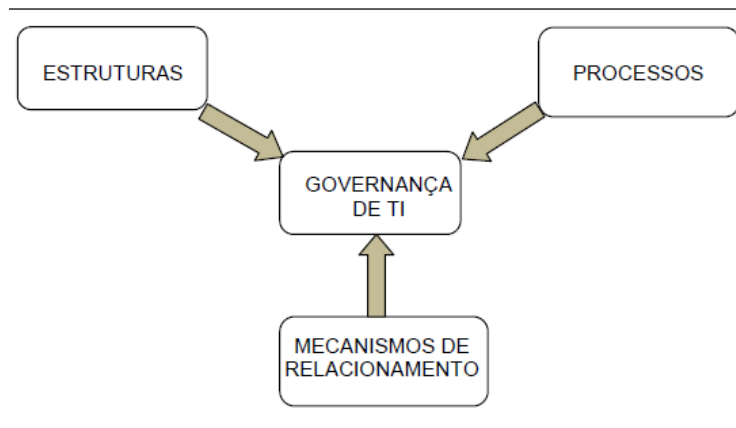 ESTRUTURAS
PROCESSOS
GOVERNANÇA
DE TI
MECANISMOS DE
RELACIONAMENTO